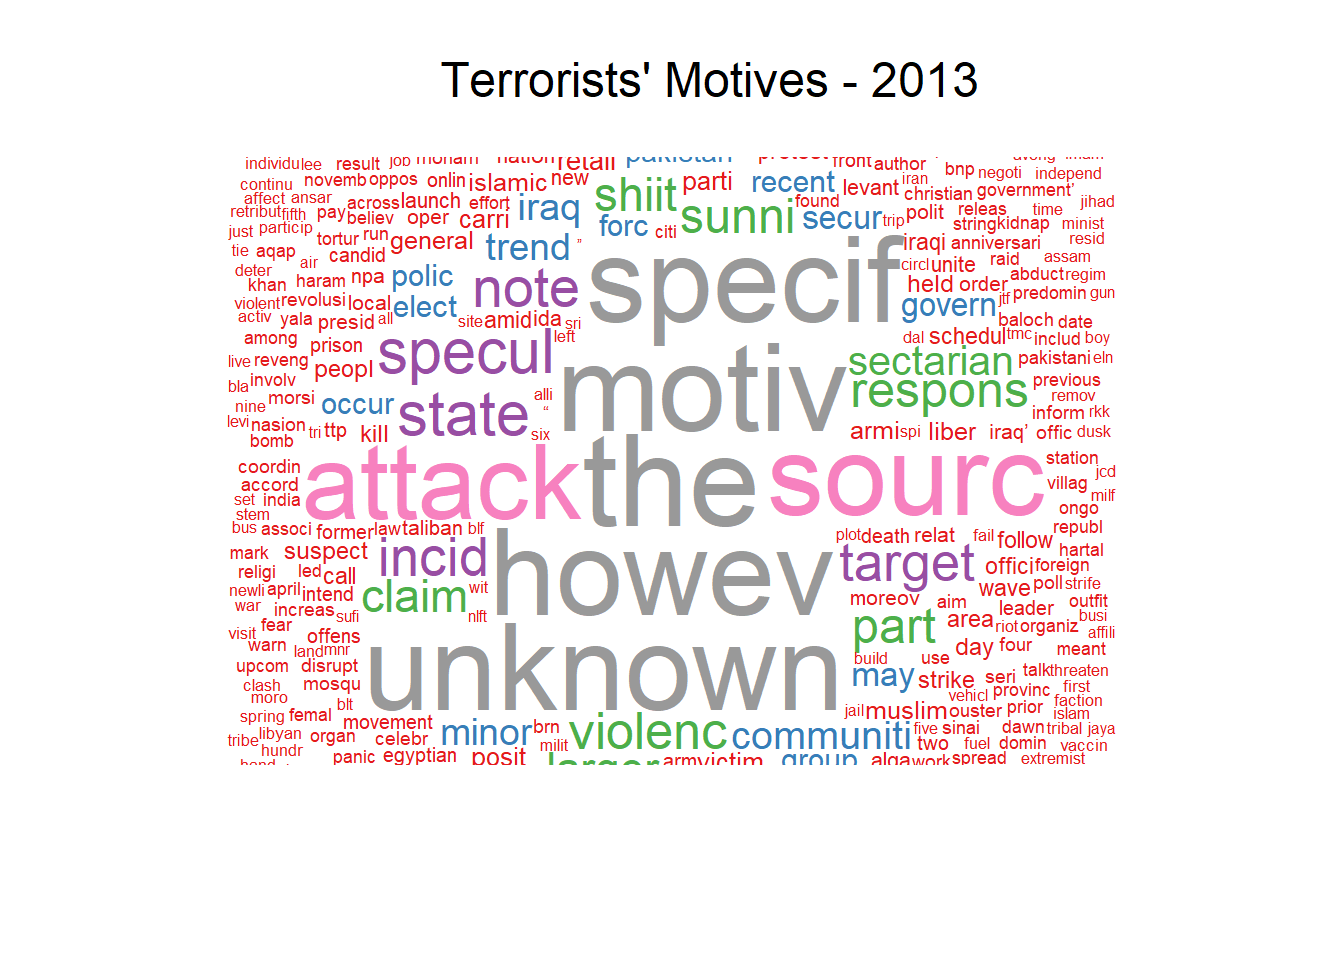 Terrorists' Motives - 2013
individu lee result job moham nation retali pakistan protest front author bnp negoti independ
continu novemb oppos onlin islamic new shiit parti recent levant iran christian government’
affect ansar across launch effort iraq sunni found secur trip polit releas time jihad
retribut fifth pay believ oper carri forc citi string kidnap minist
just particip tortur run general trend ” iraqi anniversari resid
tie aqap candid specif circl unite raid assam
deter air haram npa polic note held order abduct regim
khan violent revolusi local elect govern jtf predomin gun
activ yala presid all site amid ida sri baloch date
among prison specul left dal schedul tmc includ boy
live reveng peopl motiv sectarian pakistani eln
bla involv morsi occur alli respons previous remov
nine levi nasion tri ttp kill state “ six armi spi liber iraq’ offic inform rkk dusk
bomb
coordin attack the sourc station jcd
accord villag
set india milf
stem ongo
bus associ former law taliban blf plot death relat fail follow republ
mark suspect incid howev target offici foreign hartal
religi led call wave poll strife
newli april intend claim wit moreov aim leader outfit
war increas sufi nlft part area riot organiz busi
visit fear offens affili
warn land mnr unknown day four meant
upcom disrupt build use talk threaten
clash mosqu may strike seri provinc first
moro blt vehicl prior faction
spring femal movement minor brn violenc jail muslim ouster dawn islam
tribe libyan organ celebr milit communiti five sinai tribal jaya
hundr panic egyptian posit larger army victim group two fuel domin vaccin
alqa work spread extremist